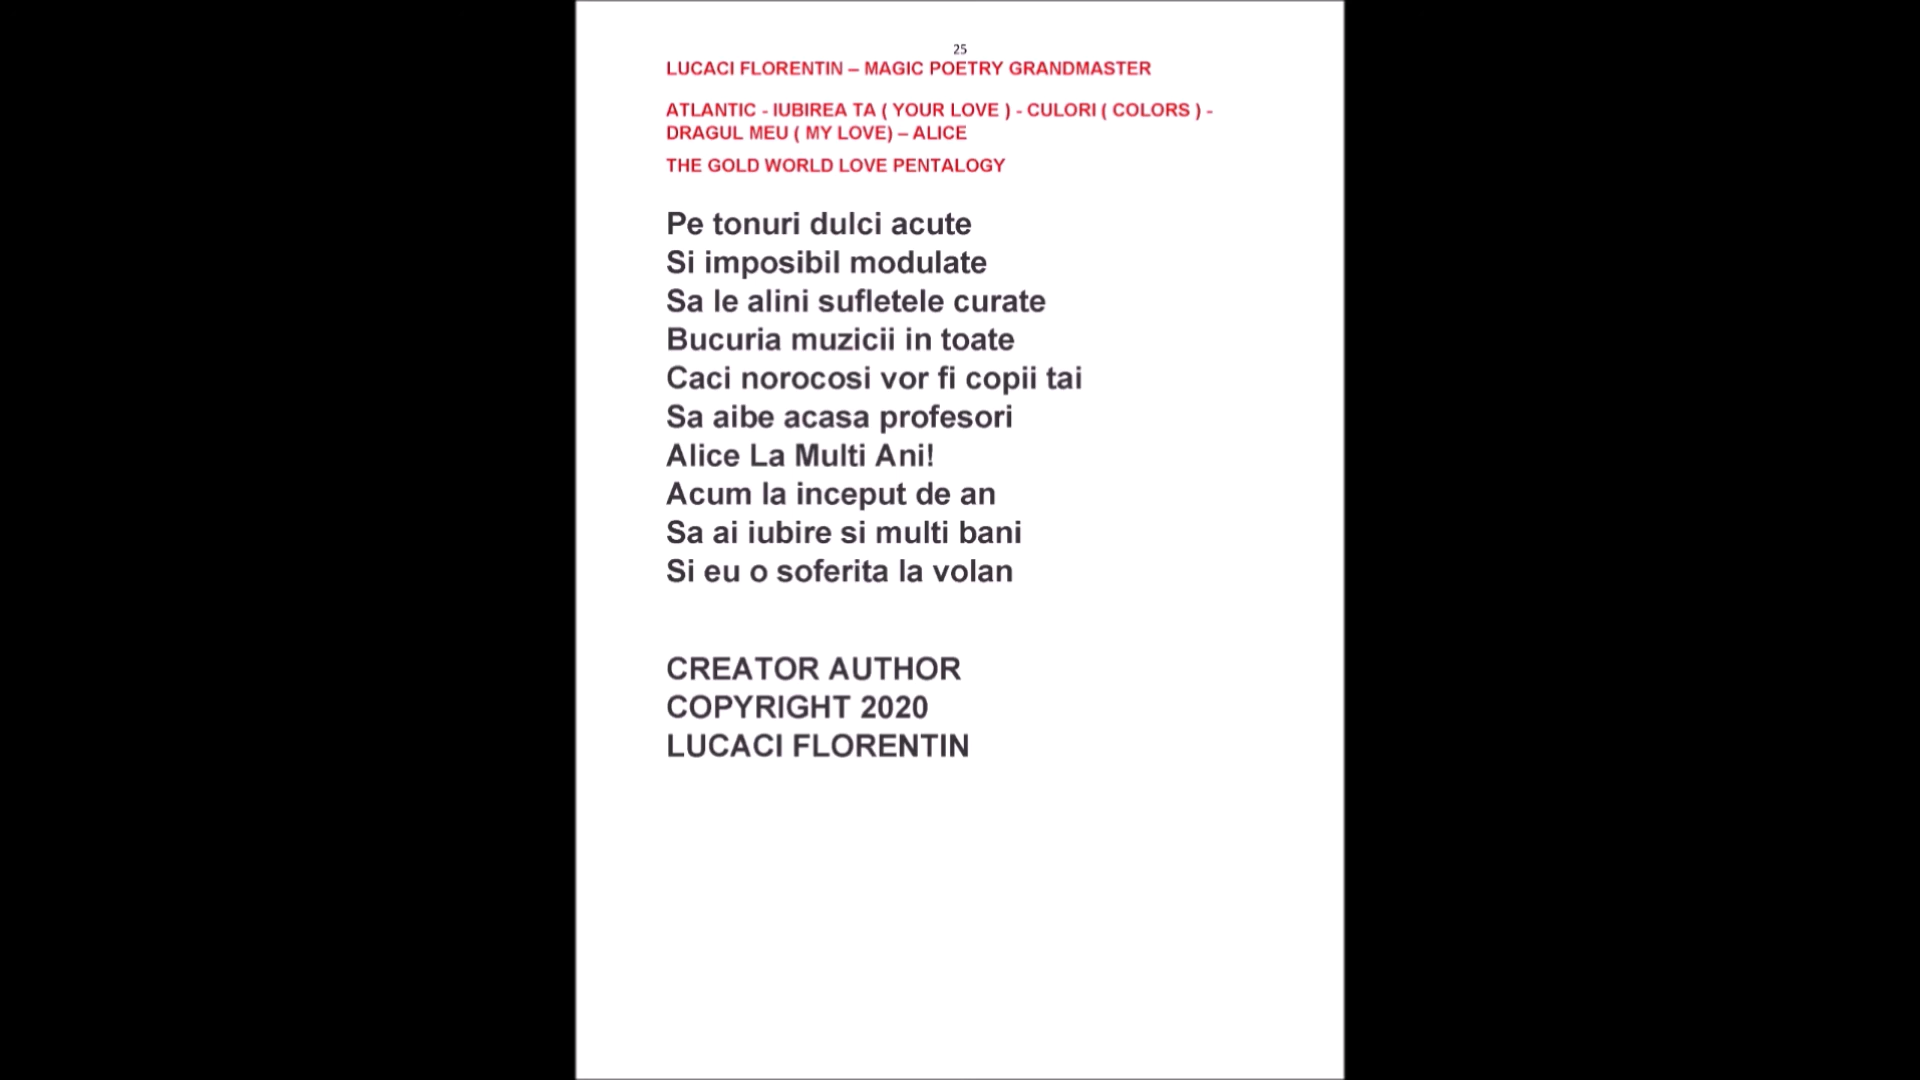 25
LUCACI FLORENTIN – MAGIC POETRY GRANDMASTER
ATLANTIC - IUBIREA TA ( YOUR LOVE ) - CULORI ( COLORS ) -
DRAGUL MEU ( MY LOVE) – ALICE
THE GOLD WORLD LOVE PENTALOGY
Pe tonuri dulci acute
Si imposibil modulate
Sa le alini sufletele curate
Bucuria muzicii in toate
Caci norocosi vor fi copii tai
Sa aibe acasa profesori
Alice La Multi Ani!
Acum la inceput de an
Sa ai iubire si multi bani
Si eu o soferita la volan
CREATOR AUTHOR
COPYRIGHT 2020
LUCACI FLORENTIN